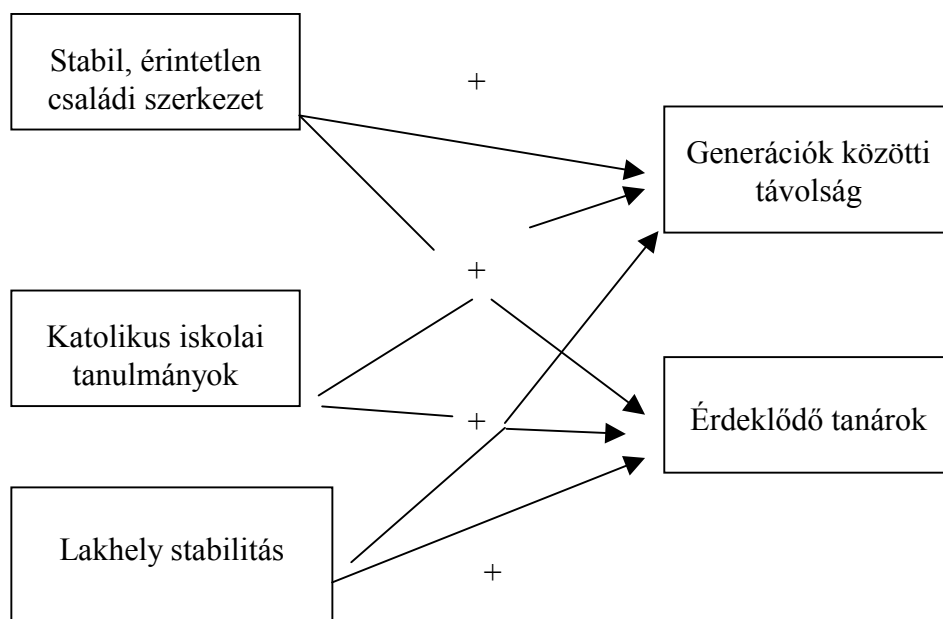 Stabil, érintetlen
családi szerkezet
+
Generációk közötti
távolság
+
Katolikus iskolai
tanulmányok
+
Érdeklődő tanárok
Lakhely stabilitás
+